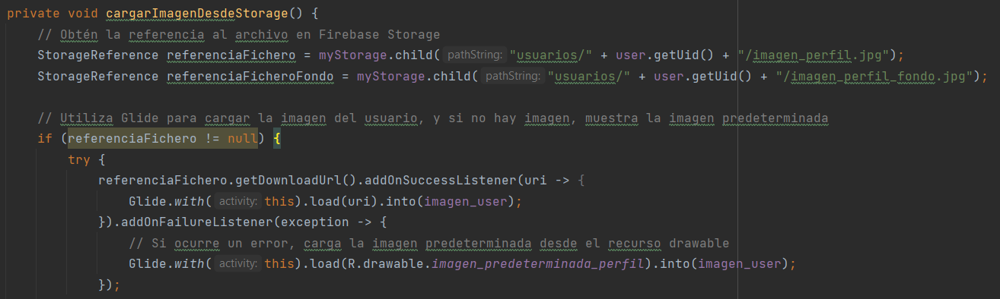 private void cargarImagenDesdeStorage() {
// Obtén la referencia al archivo en Firebase Storage
StorageReference referenciaFichero = myStorage.child( pathString: "usuarios/" + user.getUid() + "/imagen_perfil.jpg");
StorageReference referenciaFicheroFondo = myStorage.child( pathString: "usuarios/" + user.getUid() + "/imagen_perfil_fondo.jpg");
// Utiliza Glide para cargar la imagen del usuario, y si no hay imagen, muestra la imagen predeterminada
if (referenciaFichero != null) {
try {
referenciaFichero.getDownloadUrl().addOnSuccessListener(uri -> {
Glide.with( activity: this).load(uri).into(imagen_user);
}).addOnFailureListener(exception -> {
// Si ocurre un error, carga la imagen predeterminada desde el recurso drawable
Glide.with( activity: this).load(R.drawable.imagen_predeterminada_perfil).into(imagen_user);
});